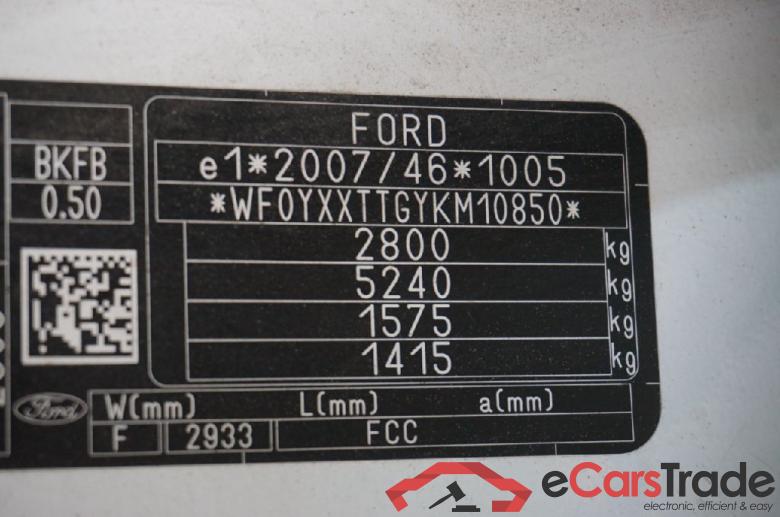 FORD
BKFB
e1*2007/46*1005
0.50
*WF0YXXTTGYKM10850*
2800 kg
5240 kg
1575 kg
1415 kg
Ford
W(mm) L(mm) a(mm)
F 2933 FCC
eCarsTrade
electronic, efficient & easy